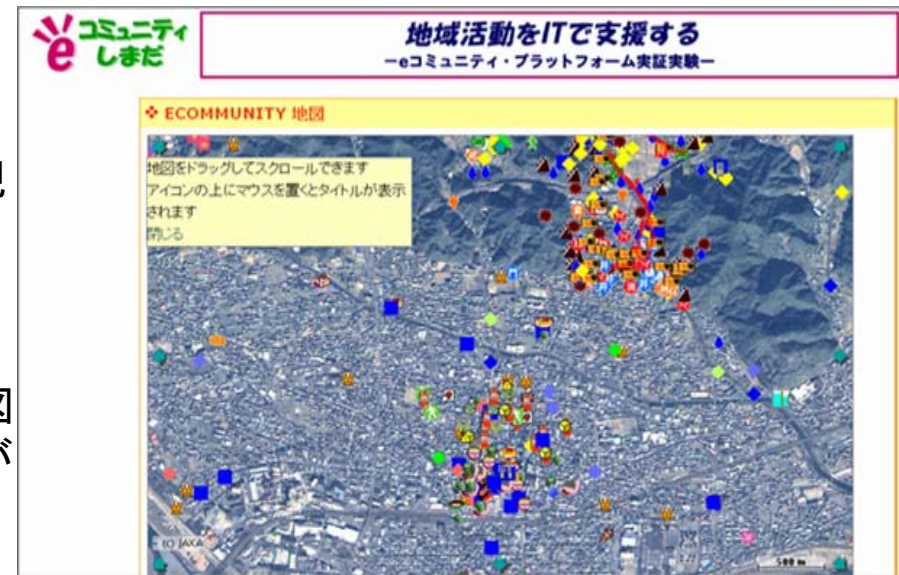 eコミュニティ
しまだ
地域活動をITで支援する
ーeコミュニティ・プラットフォーム実証実験ー
❖ ECOMMUNITY 地図
地図をドラッグしてスクロールできます
アイコンの上にマウスを置くとタイトルが表示
されます
閉じる
図
が
(c) JAXA
500 m